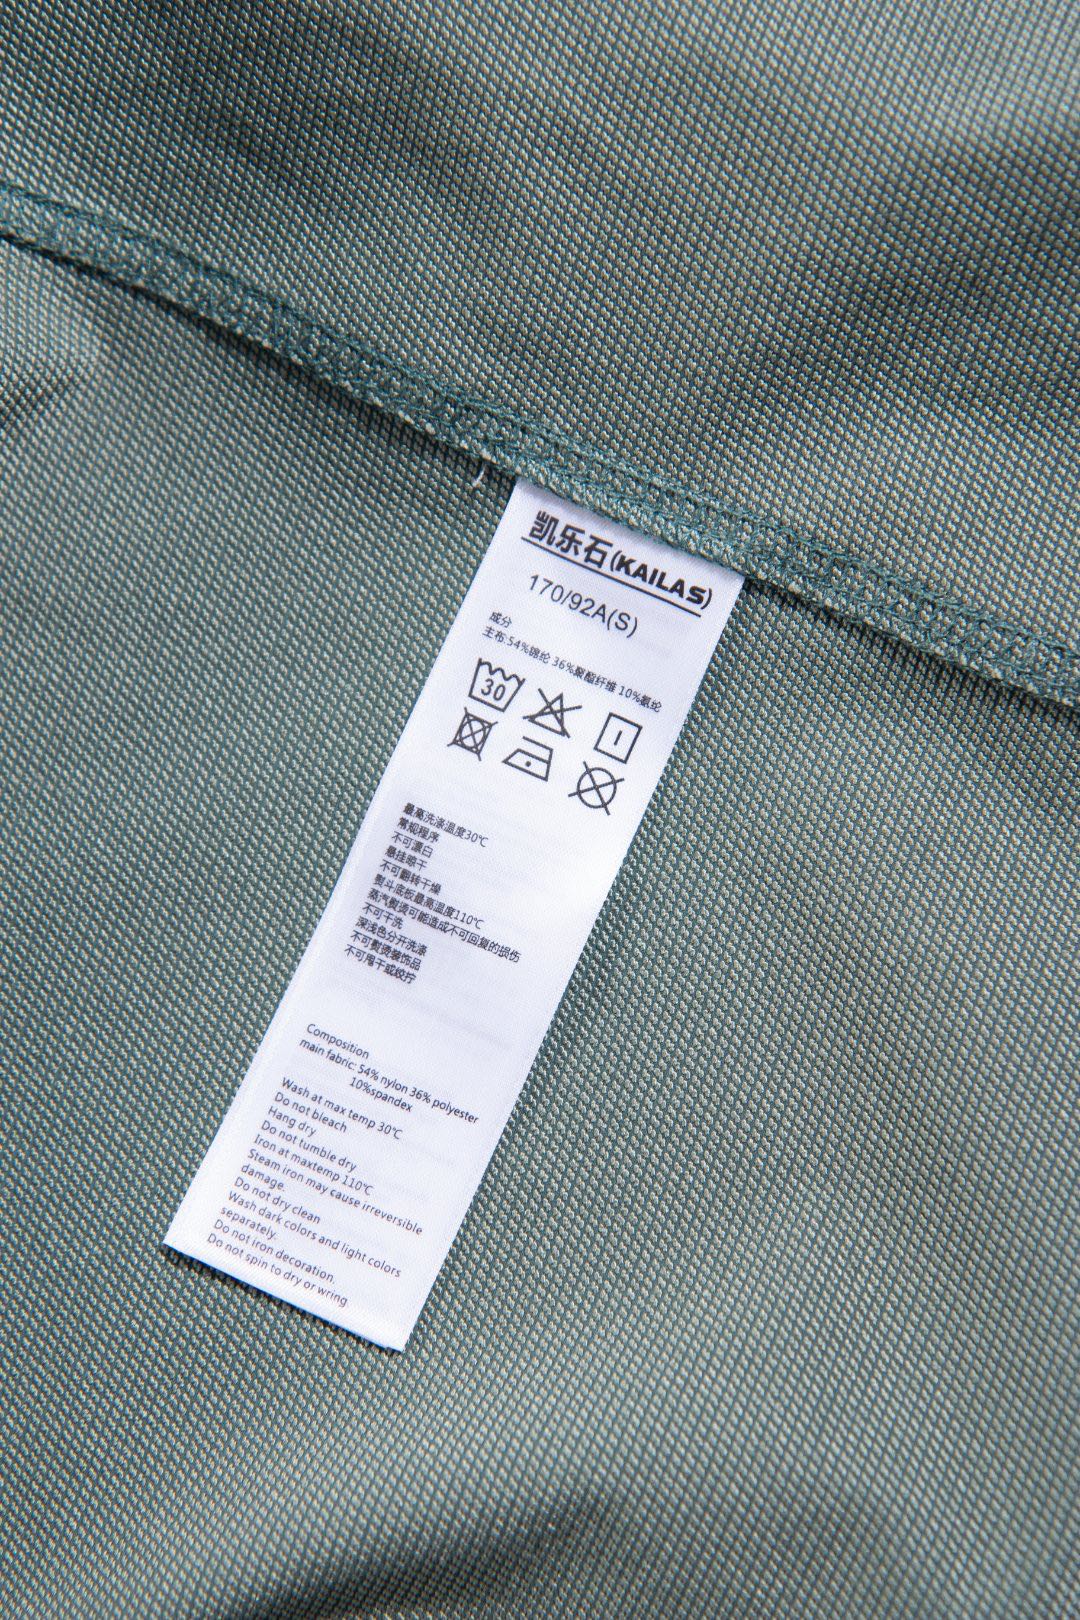 凯乐石(KAILAS)
170/92A(S)
成分
主布:54%锦纶 36%聚酯纤维 10%氨纶
30
最高洗涤温度30℃
常规程序
不可漂白
悬挂晾干
不可翻转干燥
熨斗底板最高温度110℃
蒸汽熨烫可能造成不可回复的损伤
不可干洗
深浅色分开洗涤
不可熨烫装饰品
不可甩干或绞拧
Composition
main fabric: 54% nylon 36% polyester
10%spandex
Wash at max temp 30℃
Do not bleach
Hang dry
Do not tumble dry
Iron at maxtemp 110℃
Steam iron may cause irreversible
damage.
Do not dry clean
Wash dark colors and light colors
separately.
Do not iron decoration.
Do not spin to dry or wring